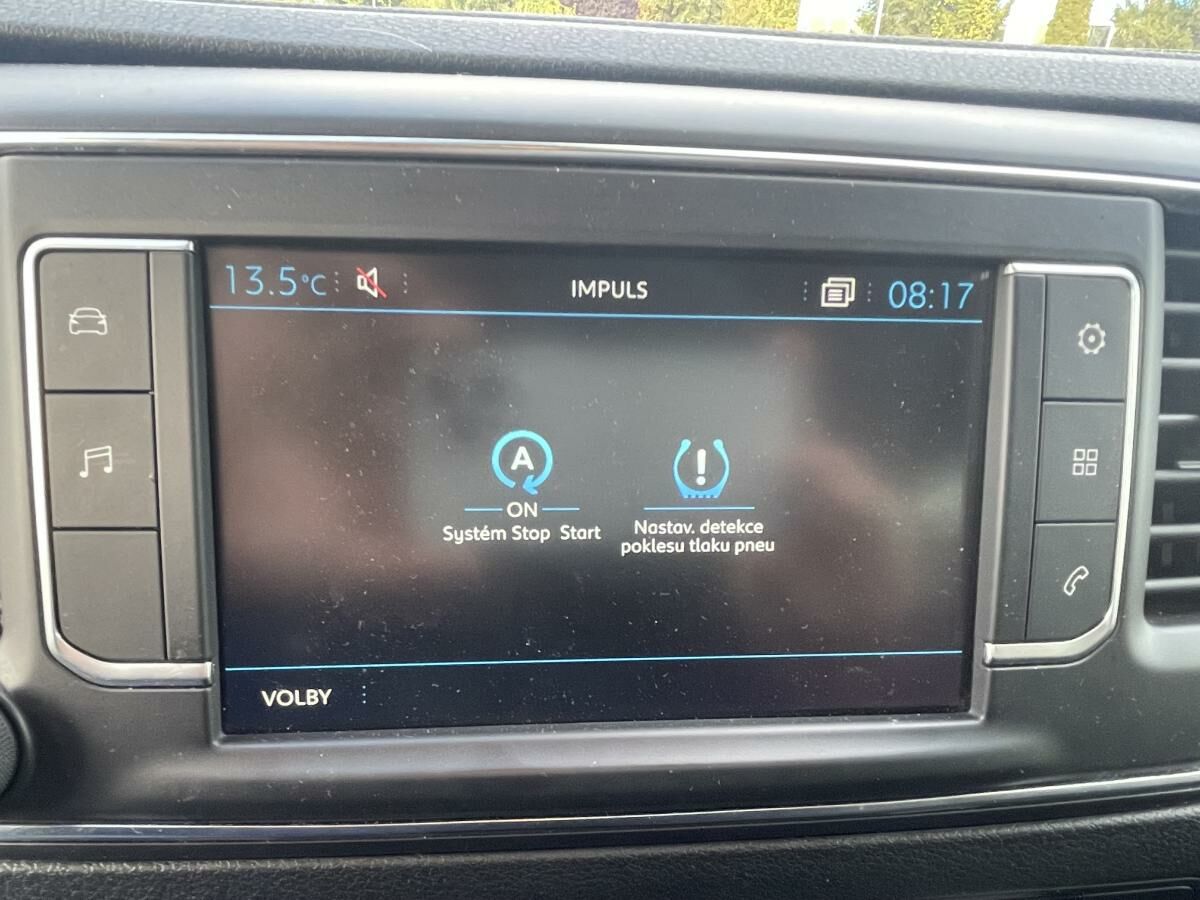 13.5°C
IMPULS
08:17
A
ON
Systém Stop Start
!
Nastav. detekce
poklesu tlaku pneu
VOLBY